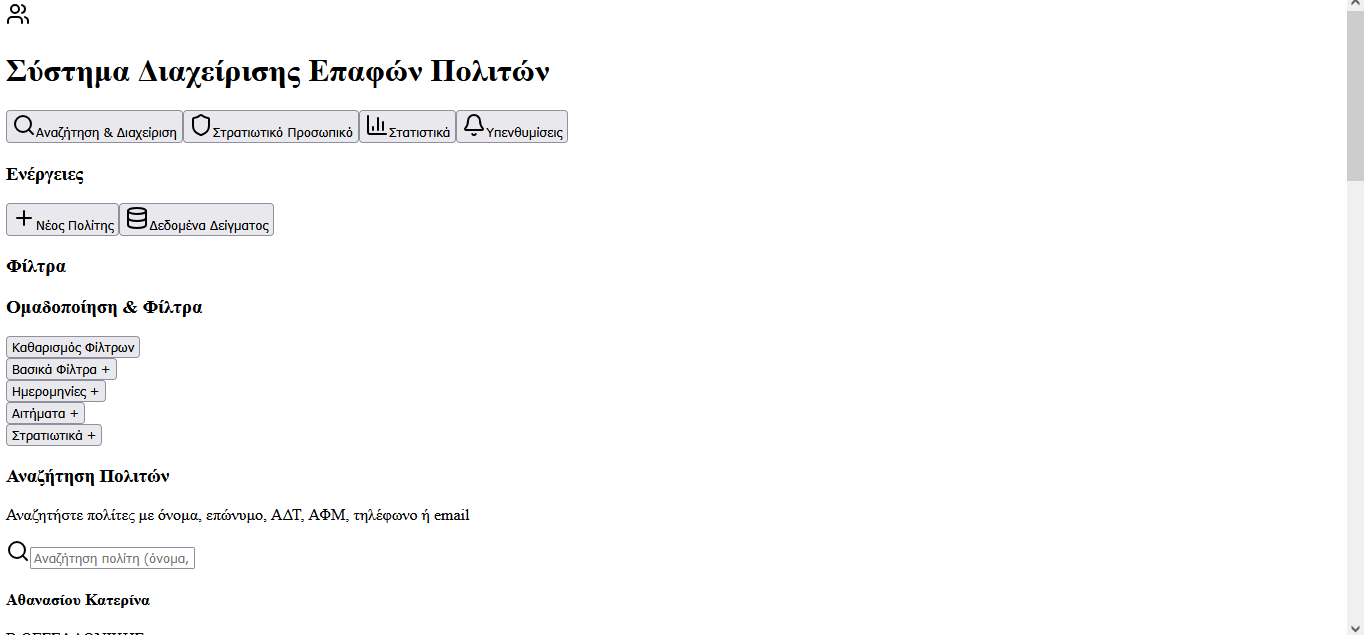 Σύστημα Διαχείρισης Επαφών Πολιτών
Αναζήτηση & Διαχείριση Στρατιωτικό Προσωπικό Στατιστικά Υπενθυμίσεις
Ενέργειες
Νέος Πολίτης Δεδομένα Δείγματος
Φίλτρα
Ομαδοποίηση & Φίλτρα
Καθαρισμός Φίλτρων
Βασικά Φίλτρα +
Ημερομηνίες +
Αιτήματα +
Στρατιωτικά +
Αναζήτηση Πολιτών
Αναζητήστε πολίτες με όνομα, επώνυμο, ΑΔΤ, ΑΦΜ, τηλέφωνο ή email
Αναζήτηση πολίτη (όνομα,
Αθανασίου Κατερίνα